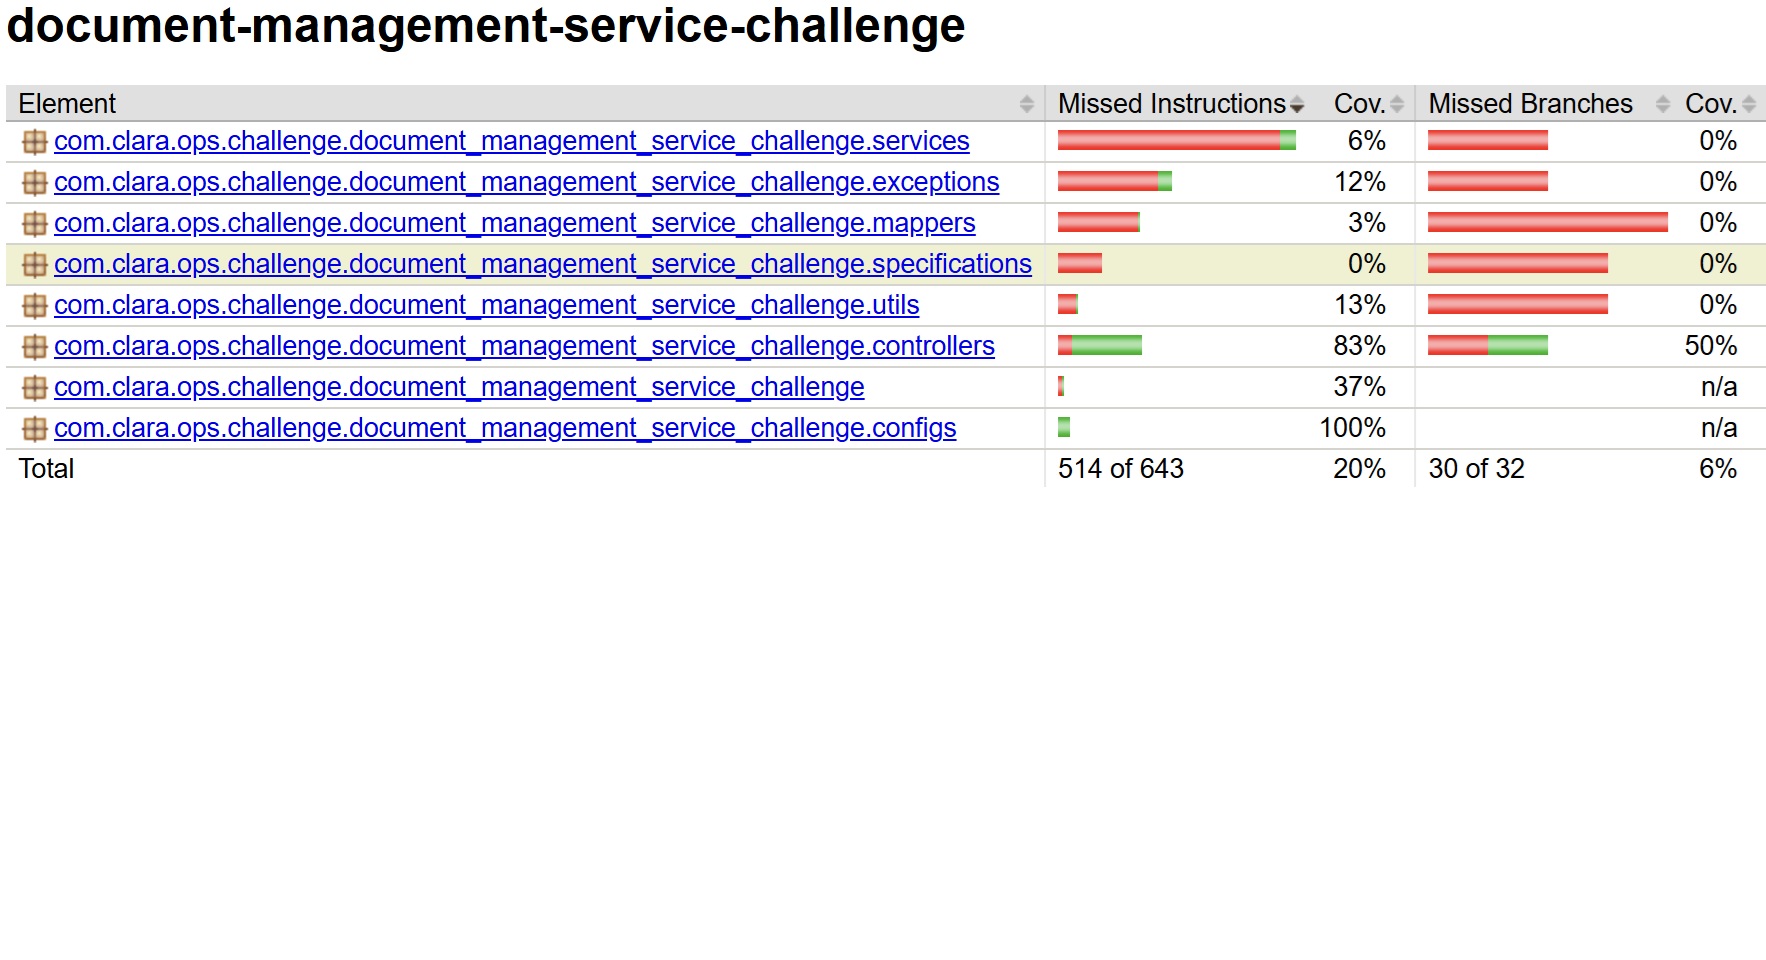 document-management-service-challenge
Element Missed Instructions Cov. Missed Branches Cov.
com.clara.ops.challenge.document_management_service_challenge.services 6% 0%
com.clara.ops.challenge.document_management_service_challenge.exceptions 12% 0%
com.clara.ops.challenge.document_management_service_challenge.mappers 3% 0%
com.clara.ops.challenge.document_management_service_challenge.specifications 0% 0%
com.clara.ops.challenge.document_management_service_challenge.utils 13% 0%
com.clara.ops.challenge.document_management_service_challenge.controllers 83% 50%
com.clara.ops.challenge.document_management_service_challenge 37% n/a
com.clara.ops.challenge.document_management_service_challenge.configs 100% n/a
Total 514 of 643 20% 30 of 32 6%